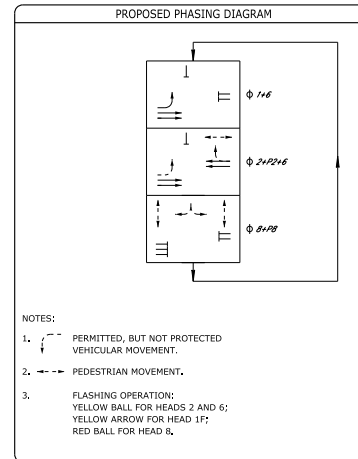 PROPOSED PHASING DIAGRAM
ϕ 1+6
ϕ 2+P2+6
ϕ 8+P8
NOTES:
1. PERMITTED, BUT NOT PROTECTED
VEHICULAR MOVEMENT.
2. PEDESTRIAN MOVEMENT.
3. FLASHING OPERATION:
YELLOW BALL FOR HEADS 2 AND 6;
YELLOW ARROW FOR HEAD 1F;
RED BALL FOR HEAD 8.